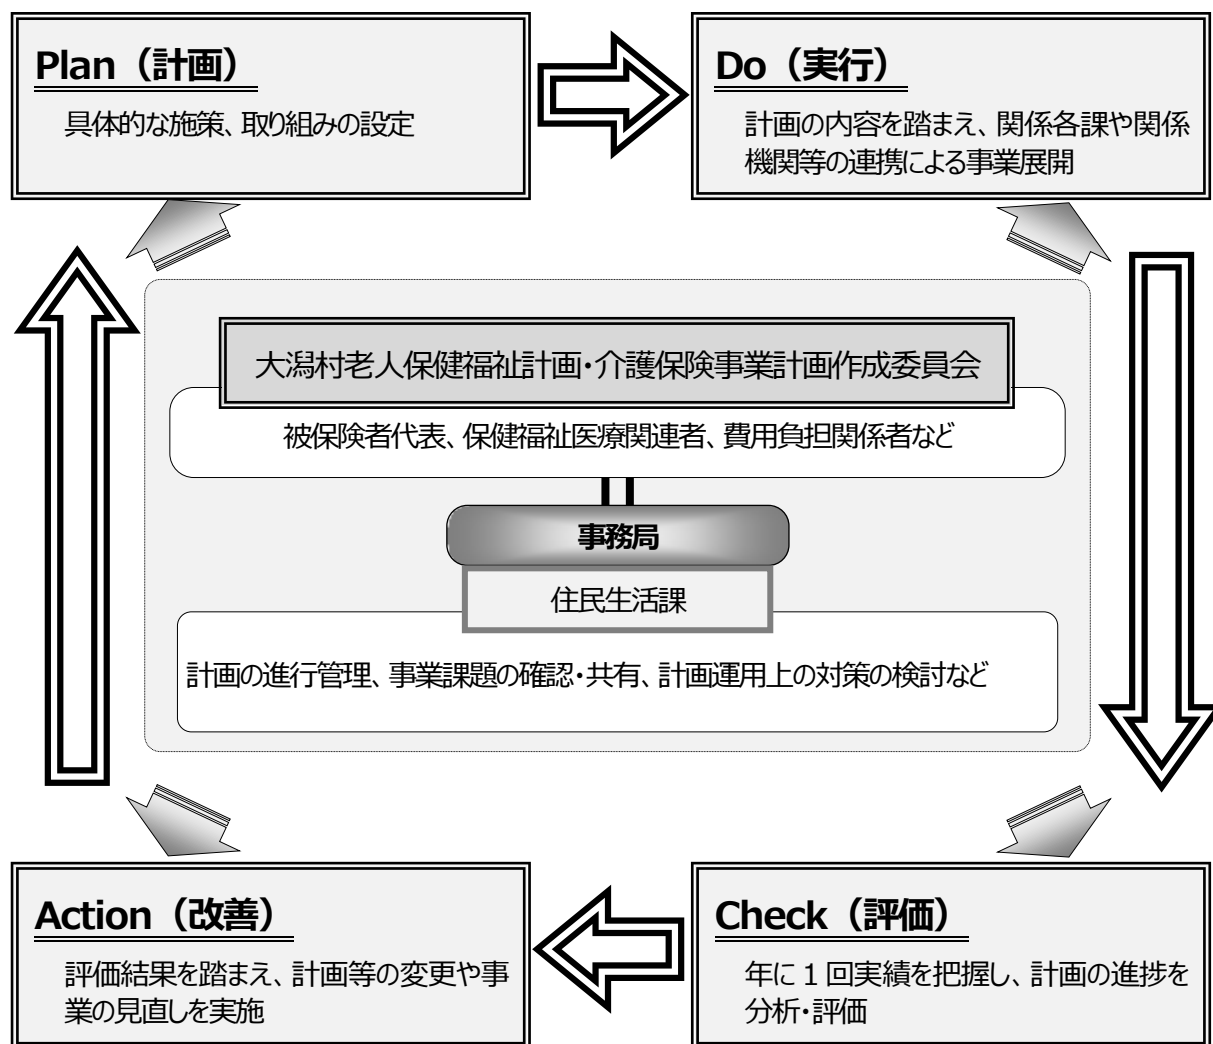 Plan（計画）
具体的な施策、取り組みの設定
Do（実行）
計画の内容を踏まえ、関係各課や関係
機関等の連携による事業展開
大潟村老人保健福祉計画・介護保険事業計画作成委員会
被保険者代表、保健福祉医療関連者、費用負担関係者など
事務局
住民生活課
計画の進行管理、事業課題の確認・共有、計画運用上の対策の検討など
Action（改善）
評価結果を踏まえ、計画等の変更や事
業の見直しを実施
Check（評価）
年に 1 回実績を把握し、計画の進捗を
分析・評価